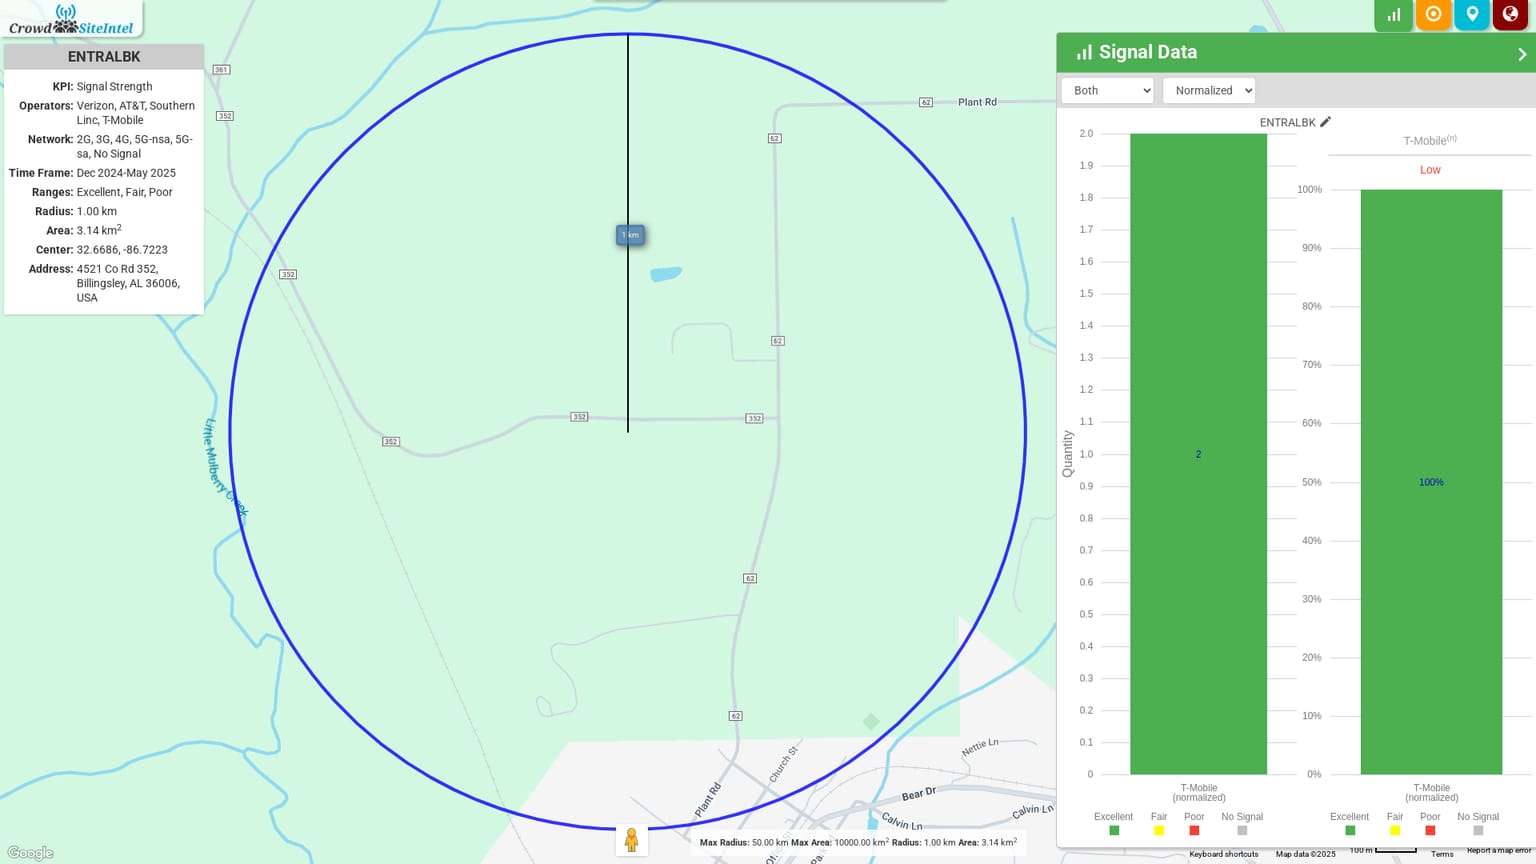 Crowd SiteIntel
ENTRALBK
KPI: Signal Strength
Operators: Verizon, AT&T, Southern
Linc, T-Mobile
Network: 2G, 3G, 4G, 5G-nsa, 5G-
sa, No Signal
Time Frame: Dec 2024-May 2025
Ranges: Excellent, Fair, Poor
Radius: 1.00 km
Area: 3.14 km²
Center: 32.6686, -86.7223
Address: 4521 Co Rd 352,
Billingsley, AL 36006,
USA
361
352
62
Plant Rd
62
1 km
352
62
352
352
352
Little Mulberry Creek
62
62
Church St
Nettie Ln
Plant Rd
Bear Dr
Calvin Ln
Calvin Ln
Google
Max Radius: 50.00 km Max Area: 10000.00 km² Radius: 1.00 km Area: 3.14 km²
Keyboard shortcuts
Map data ©2025
100 m
Terms
Report a map error
Signal Data
Both
Normalized
ENTRALBK
2.0
1.9
1.8
1.7
1.6
1.5
1.4
1.3
1.2
1.1
1.0
0.9
0.8
0.7
0.6
0.5
0.4
0.3
0.2
0.1
0
Quantity
2
T-Mobile
(normalized)
Excellent
Fair
Poor
No Signal
T-Mobile(n)
Low
100%
90%
80%
70%
60%
50%
40%
30%
20%
10%
0%
100%
T-Mobile
(normalized)
Excellent
Fair
Poor
No Signal